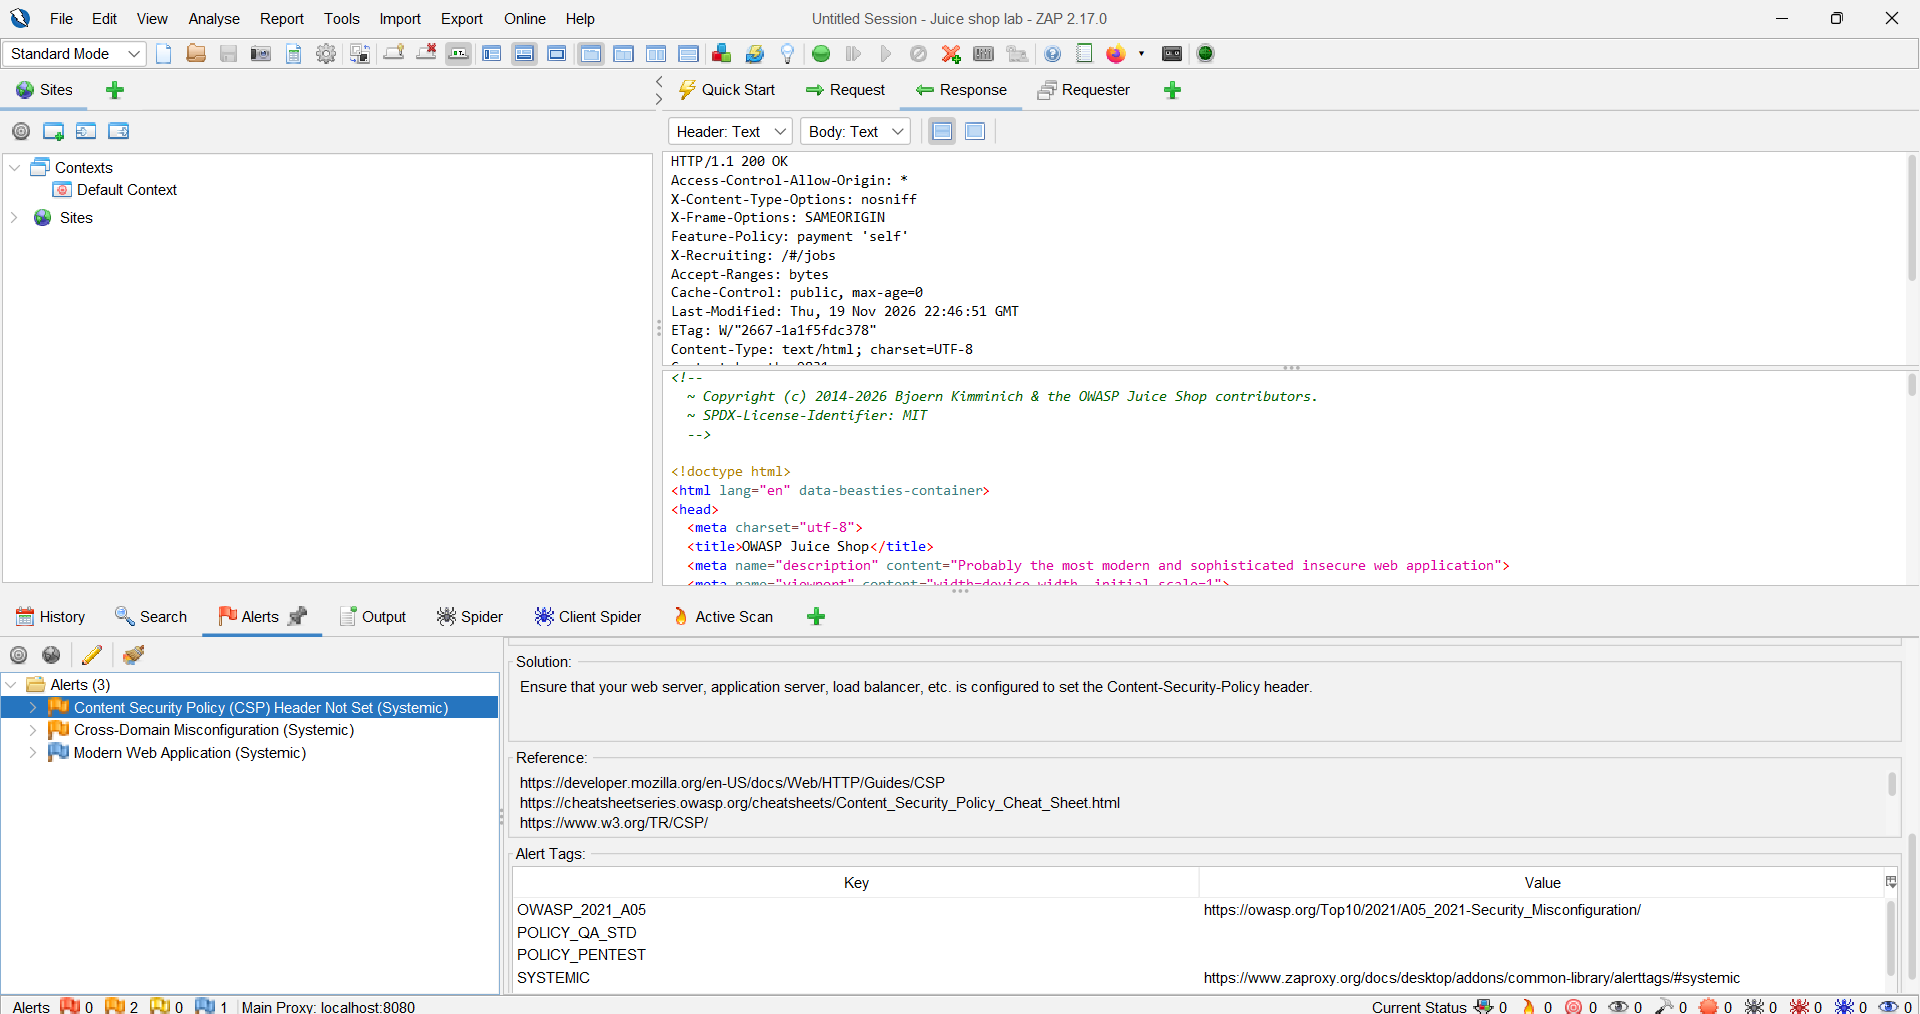 File Edit View Analyse Report Tools Import Export Online Help
Untitled Session - Juice shop lab - ZAP 2.17.0
Standard Mode
Sites
Quick Start Request Response Requester
Header: Text Body: Text
Contexts
Default Context
Sites
HTTP/1.1 200 OK
Access-Control-Allow-Origin: *
X-Content-Type-Options: nosniff
X-Frame-Options: SAMEORIGIN
Feature-Policy: payment 'self'
X-Recruiting: /#/jobs
Accept-Ranges: bytes
Cache-Control: public, max-age=0
Last-Modified: Thu, 19 Nov 2026 22:46:51 GMT
ETag: W/"2667-1a1f5fdc378"
Content-Type: text/html; charset=UTF-8
<!--
~ Copyright (c) 2014-2026 Bjoern Kimminich & the OWASP Juice Shop contributors.
~ SPDX-License-Identifier: MIT
-->
<!doctype html>
<html lang="en" data-beasties-container>
<head>
<meta charset="utf-8">
<title>OWASP Juice Shop</title>
<meta name="description" content="Probably the most modern and sophisticated insecure web application">
<meta name="viewport" content="width=device-width, initial-scale=1">
History Search Alerts Output Spider Client Spider Active Scan
Alerts (3)
Content Security Policy (CSP) Header Not Set (Systemic)
Cross-Domain Misconfiguration (Systemic)
Modern Web Application (Systemic)
Solution:
Ensure that your web server, application server, load balancer, etc. is configured to set the Content-Security-Policy header.
Reference:
https://developer.mozilla.org/en-US/docs/Web/HTTP/Guides/CSP
https://cheatsheetseries.owasp.org/cheatsheets/Content_Security_Policy_Cheat_Sheet.html
https://www.w3.org/TR/CSP/
Alert Tags:
Key Value
OWASP_2021_A05 https://owasp.org/Top10/2021/A05_2021-Security_Misconfiguration/
POLICY_QA_STD
POLICY_PENTEST
SYSTEMIC https://www.zaproxy.org/docs/desktop/addons/common-library/alerttags/#systemic
Alerts 0 2 0 1 Main Proxy: localhost:8080
Current Status 0 0 0 0 0 0 0 0 0 0